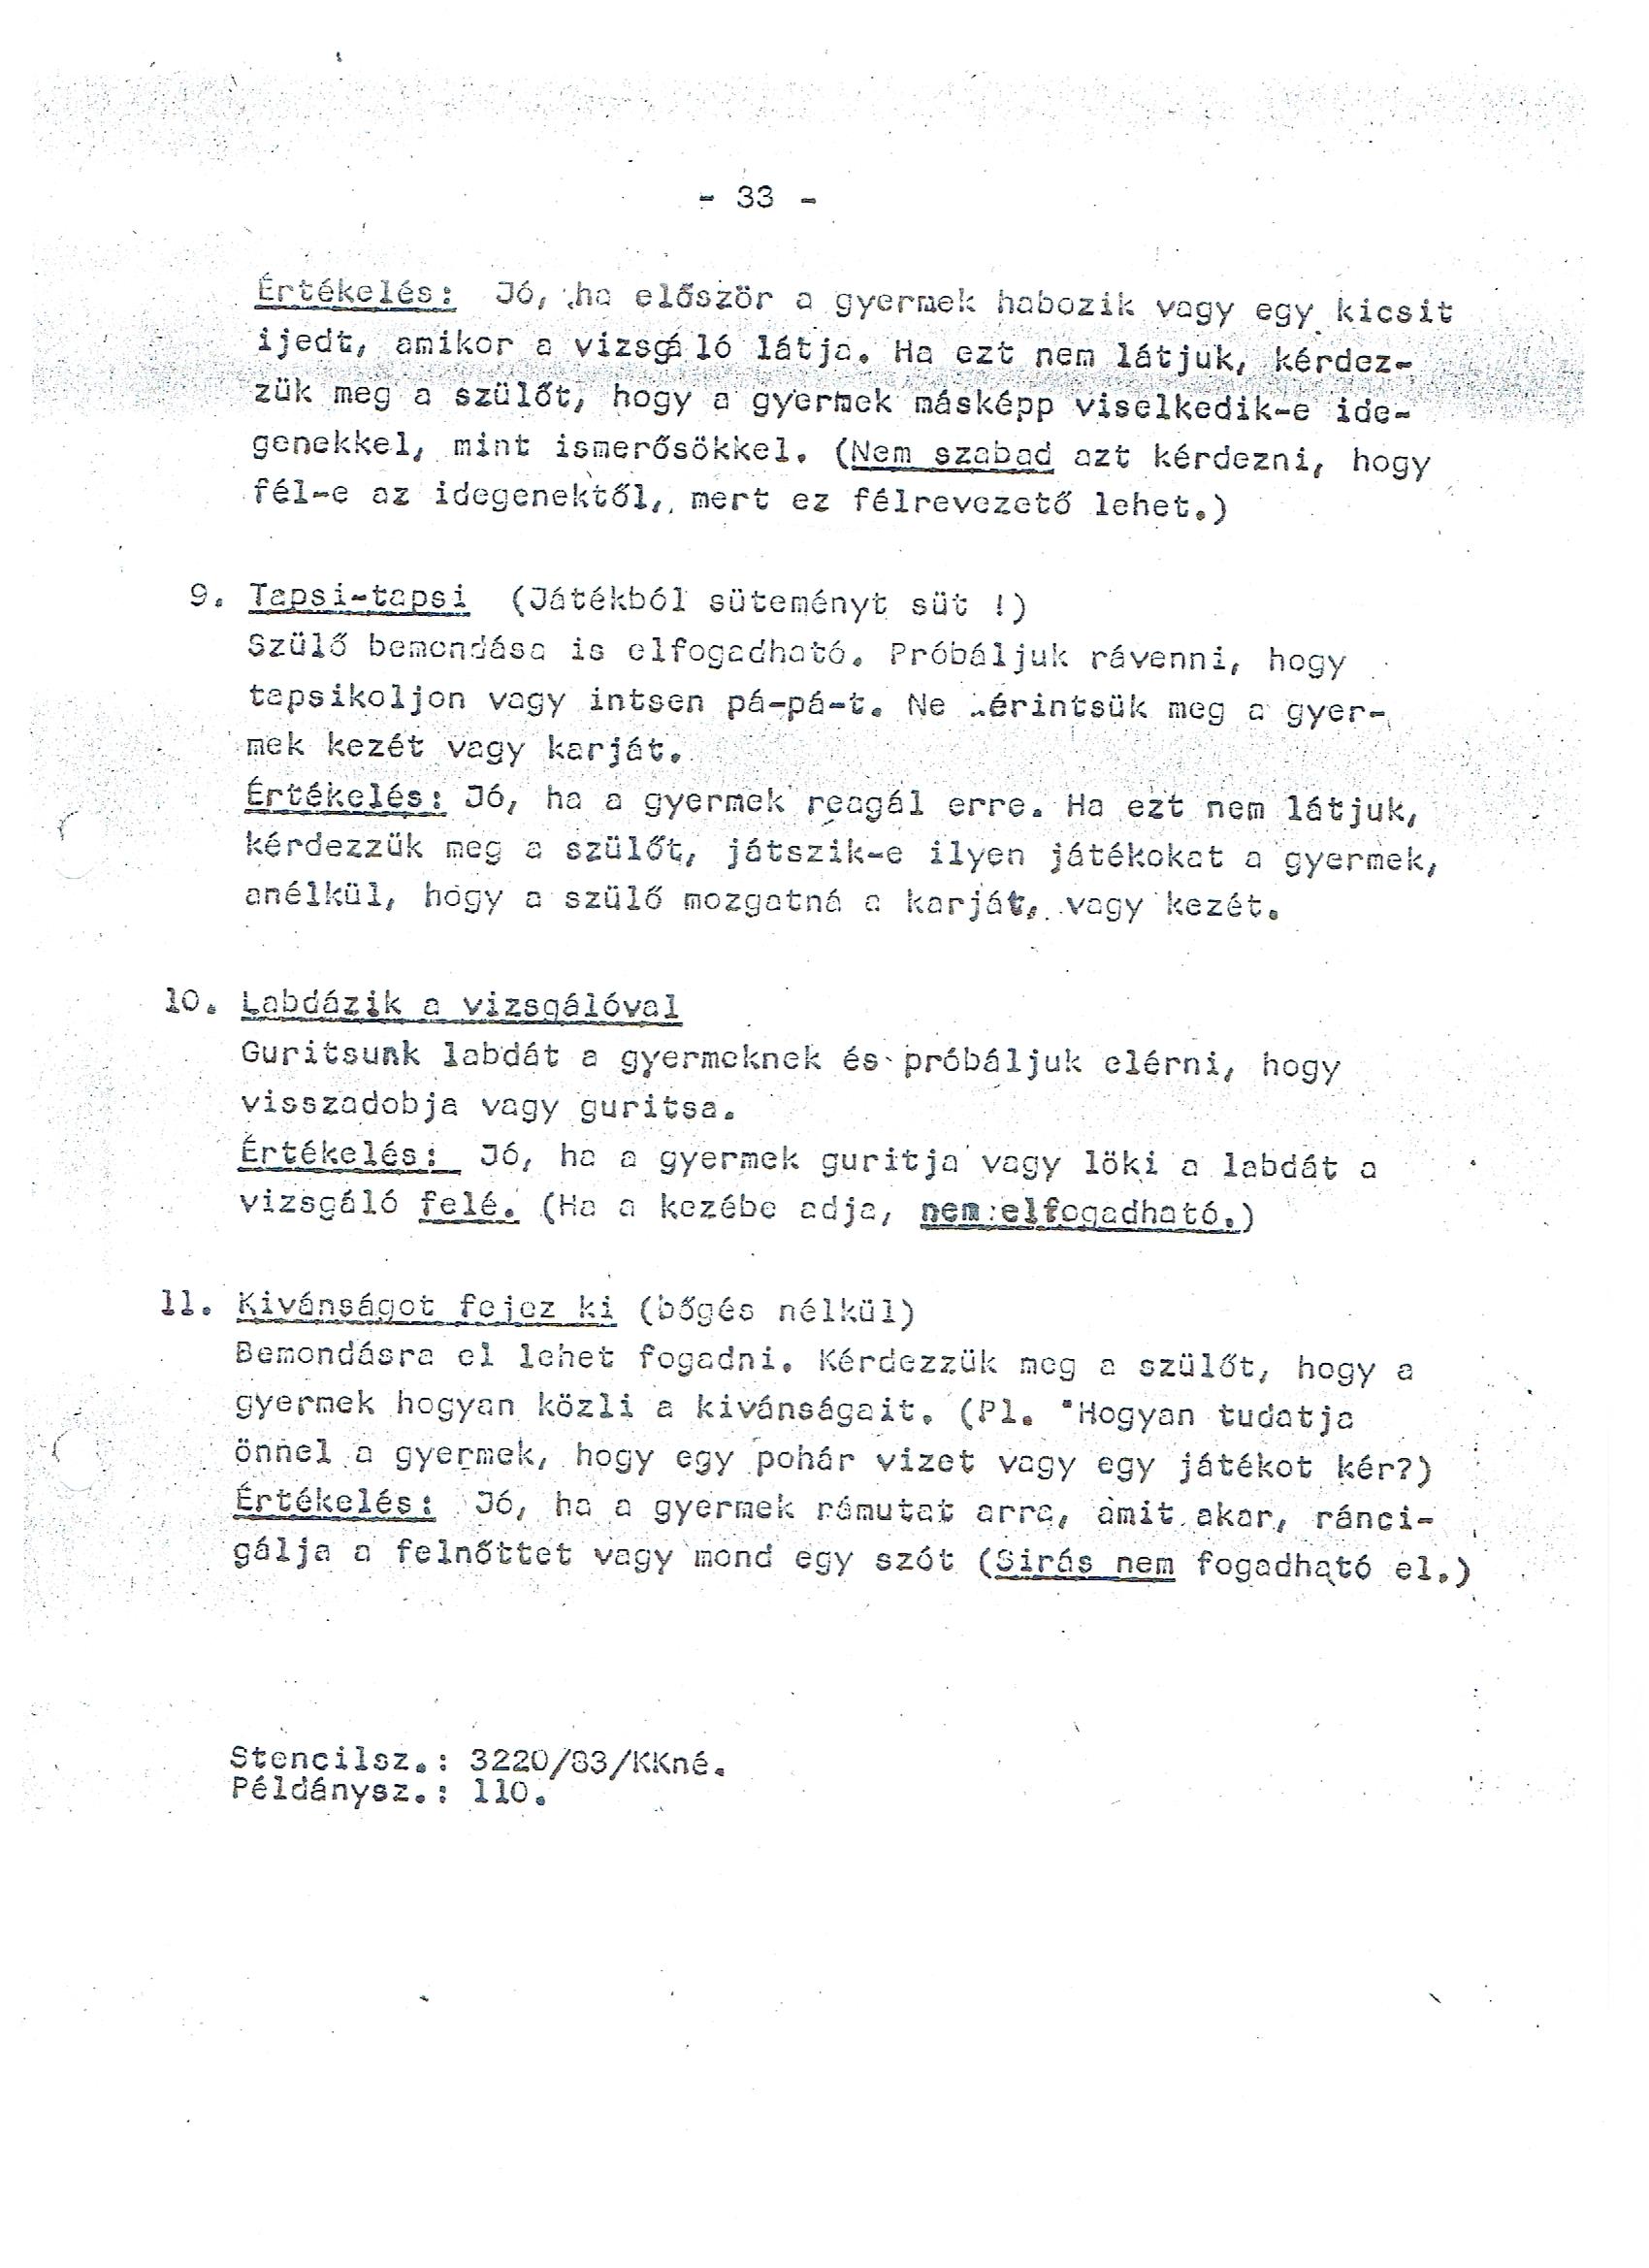 - 33 -
Értékelés: Jó, ha először a gyermek habozik vagy egy kicsit
ijedt, amikor a vizsgáló látja. Ha ezt nem látjuk, kérdez-
zük meg a szülőt, hogy a gyermek másképp viselkedik-e ide-
genekkel, mint ismerősökkel. (Nem szabad azt kérdezni, hogy
fél-e az idegenektől, mert ez félrevezető lehet.)
9. Tapsi-tapsi (Játékból süteményt süt !)
Szülő bemondása is elfogadható. Próbáljuk rávenni, hogy
tapsikoljon vagy intsen pá-pá-t. Ne érintsük meg a gyer-
mek kezét vagy karját.
Értékelés: Jó, ha a gyermek reagál erre. Ha ezt nem látjuk,
kérdezzük meg a szülőt, játszik-e ilyen játékokat a gyermek,
anélkül, hogy a szülő mozgatná a karját, vagy kezét.
10. Labdázik a vizsgálóval
Guritsunk labdát a gyermeknek és próbáljuk elérni, hogy
visszadobja vagy guritsa.
Értékelés: Jó, ha a gyermek guritja vagy löki a labdát a
vizsgáló felé. (Ha a kezébe adja, nem elfogadható.)
11. Kivánságot fejez ki (bőgés nélkül)
Bemondásra el lehet fogadni. Kérdezzük meg a szülőt, hogy a
gyermek hogyan közli a kivánságait. (Pl. "Hogyan tudatja
önnel a gyermek, hogy egy pohár vizet vagy egy játékot kér?)
Értékelés: Jó, ha a gyermek rámutat arra, amit akar, ránci-
gálja a felnőttet vagy mond egy szót (Sirás nem fogadható el.)
Stencilsz.: 3220/83/KKné.
Példánysz.: 110.